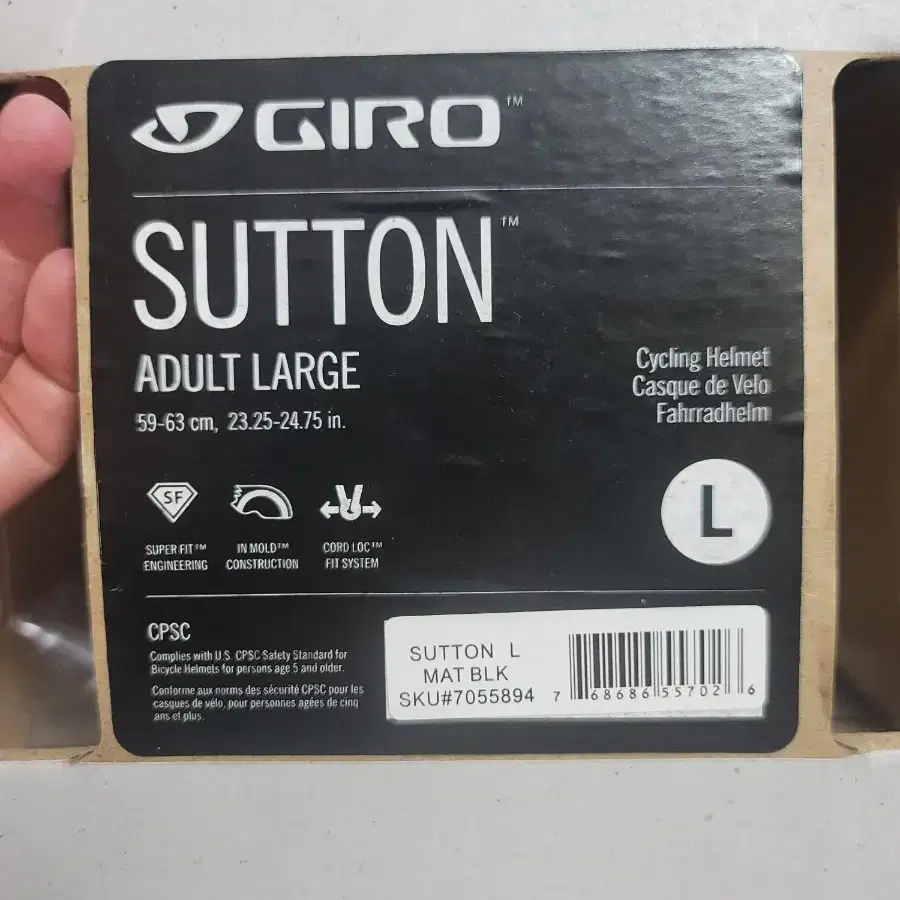 GIRO™
SUTTON™
ADULT LARGE
59-63 cm, 23.25-24.75 in.
Cycling Helmet
Casque de Velo
Fahrradhelm
SF
SUPER FIT™
ENGINEERING
IN MOLD™
CONSTRUCTION
CORD LOC™
FIT SYSTEM
L
CPSC
Complies with U.S. CPSC Safety Standard for
Bicycle Helmets for persons age 5 and older.
Conforme aux norms des sécurité CPSC pour les
casques de vélo, pour personnes agées de cinq
ans et plus.
SUTTON L
MAT BLK
SKU#7055894
7 68686 55702 6